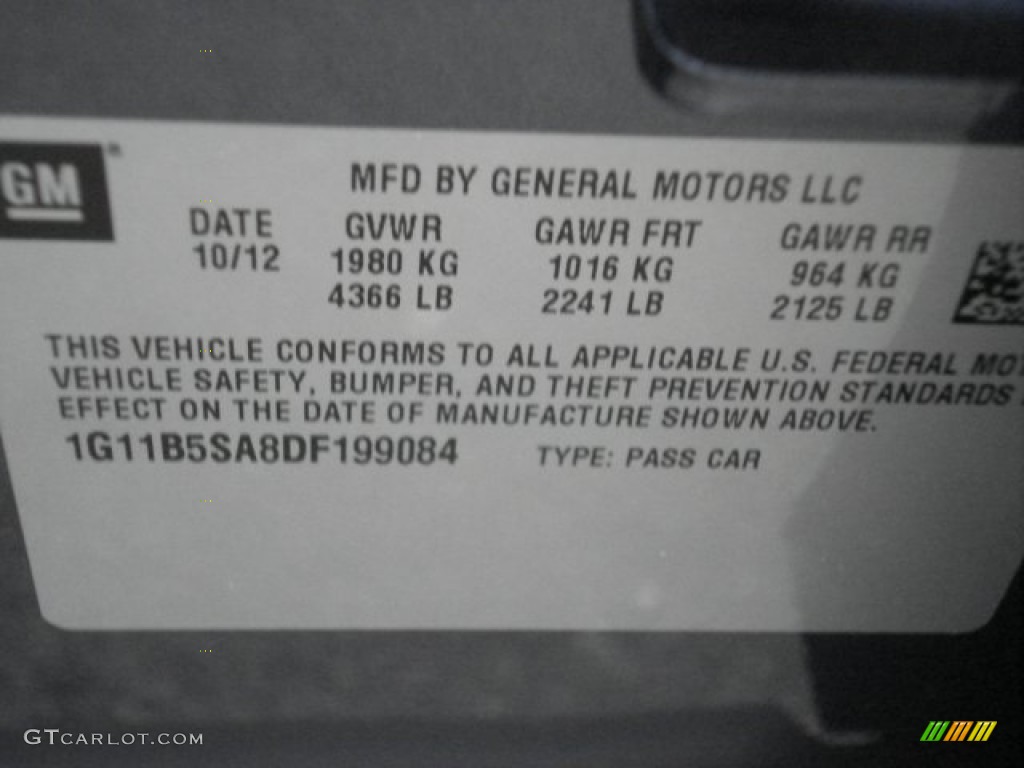 GM
MFD BY GENERAL MOTORS LLC
DATE GVWR GAWR FRT GAWR RR
10/12 1980 KG 1016 KG 964 KG
4366 LB 2241 LB 2125 LB
THIS VEHICLE CONFORMS TO ALL APPLICABLE U.S. FEDERAL MOT
VEHICLE SAFETY, BUMPER, AND THEFT PREVENTION STANDARDS
EFFECT ON THE DATE OF MANUFACTURE SHOWN ABOVE.
1G11B5SA8DF199084 TYPE: PASS CAR
GTCARLOT.COM